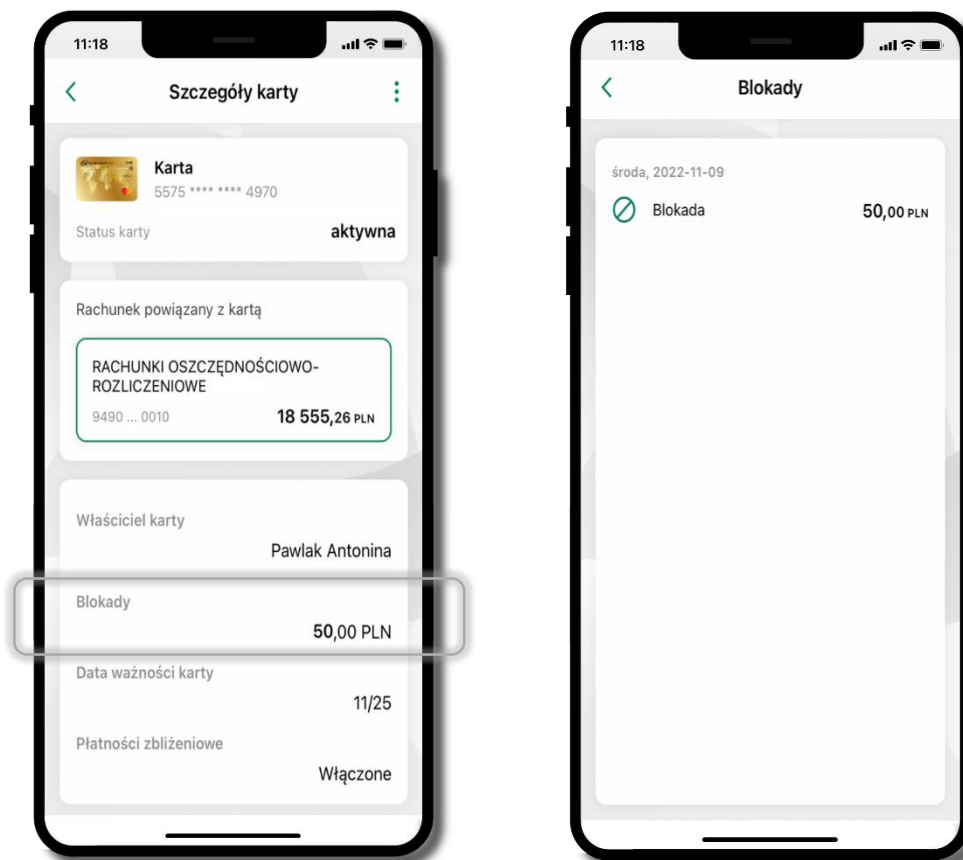 11:18
Szczegóły karty
Karta
5575 **** **** 4970
Status karty
aktywna
Rachunek powiązany z kartą
RACHUNKI OSZCZĘDNOŚCIOWO-
ROZLICZENIOWE
9490 ... 0010
18 555,26 PLN
Właściciel karty
Pawlak Antonina
Blokady
50,00 PLN
Data ważności karty
11/25
Płatności zbliżeniowe
Włączone
11:18
Blokady
środa, 2022-11-09
Blokada
50,00 PLN